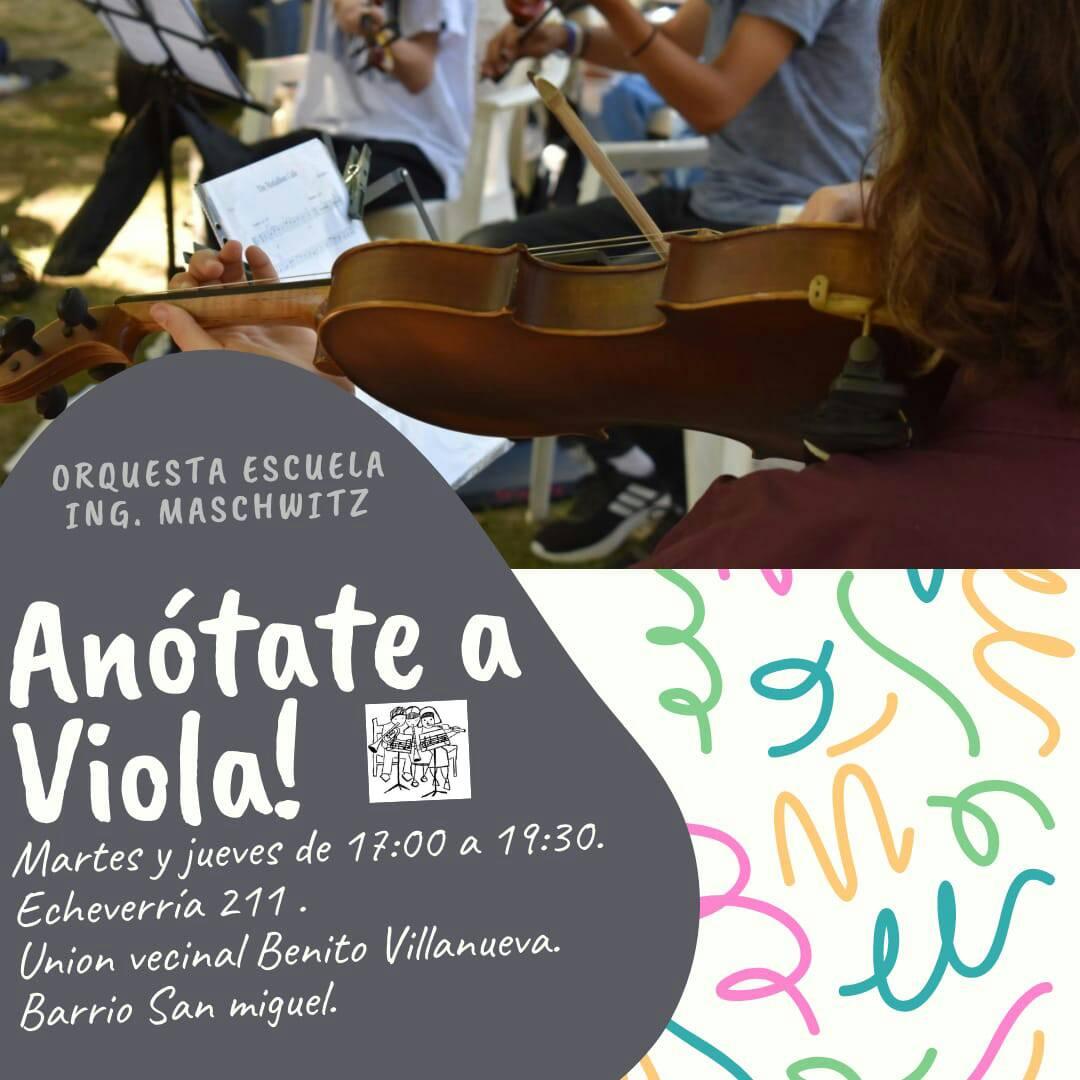 ORQUESTA ESCUELA
ING. MASCHWITZ
Anótate a
Viola!
Martes y jueves de 17:00 a 19:30.
Echeverría 211 .
Union vecinal Benito Villanueva.
Barrio San miguel.